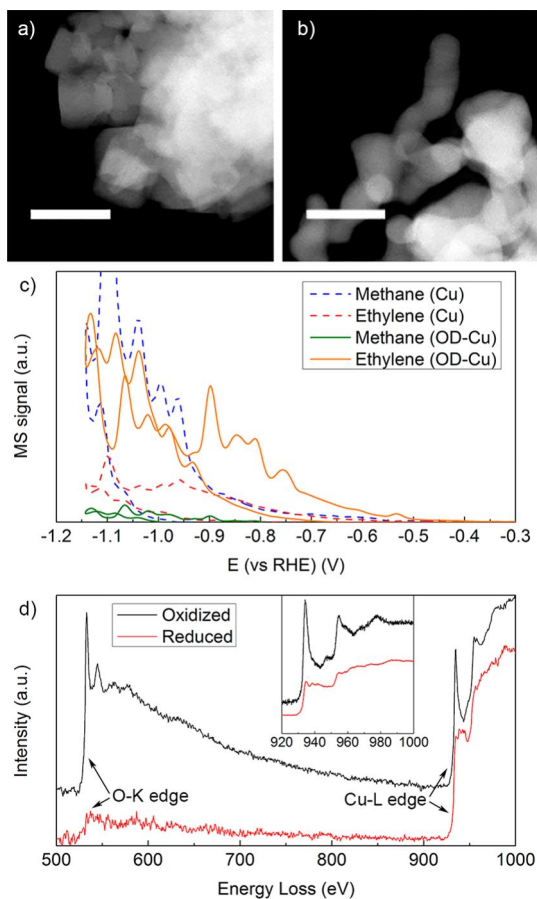 a)
b)
c)
Methane (Cu)
Ethylene (Cu)
Methane (OD-Cu)
Ethylene (OD-Cu)
MS signal (a.u.)
-1.2 -1.1 -1.0 -0.9 -0.8 -0.7 -0.6 -0.5 -0.4 -0.3
E (vs RHE) (V)
d)
Oxidized
Reduced
920 940 960 980 1000
Intensity (a.u.)
O-K edge
Cu-L edge
500 600 700 800 900 1000
Energy Loss (eV)